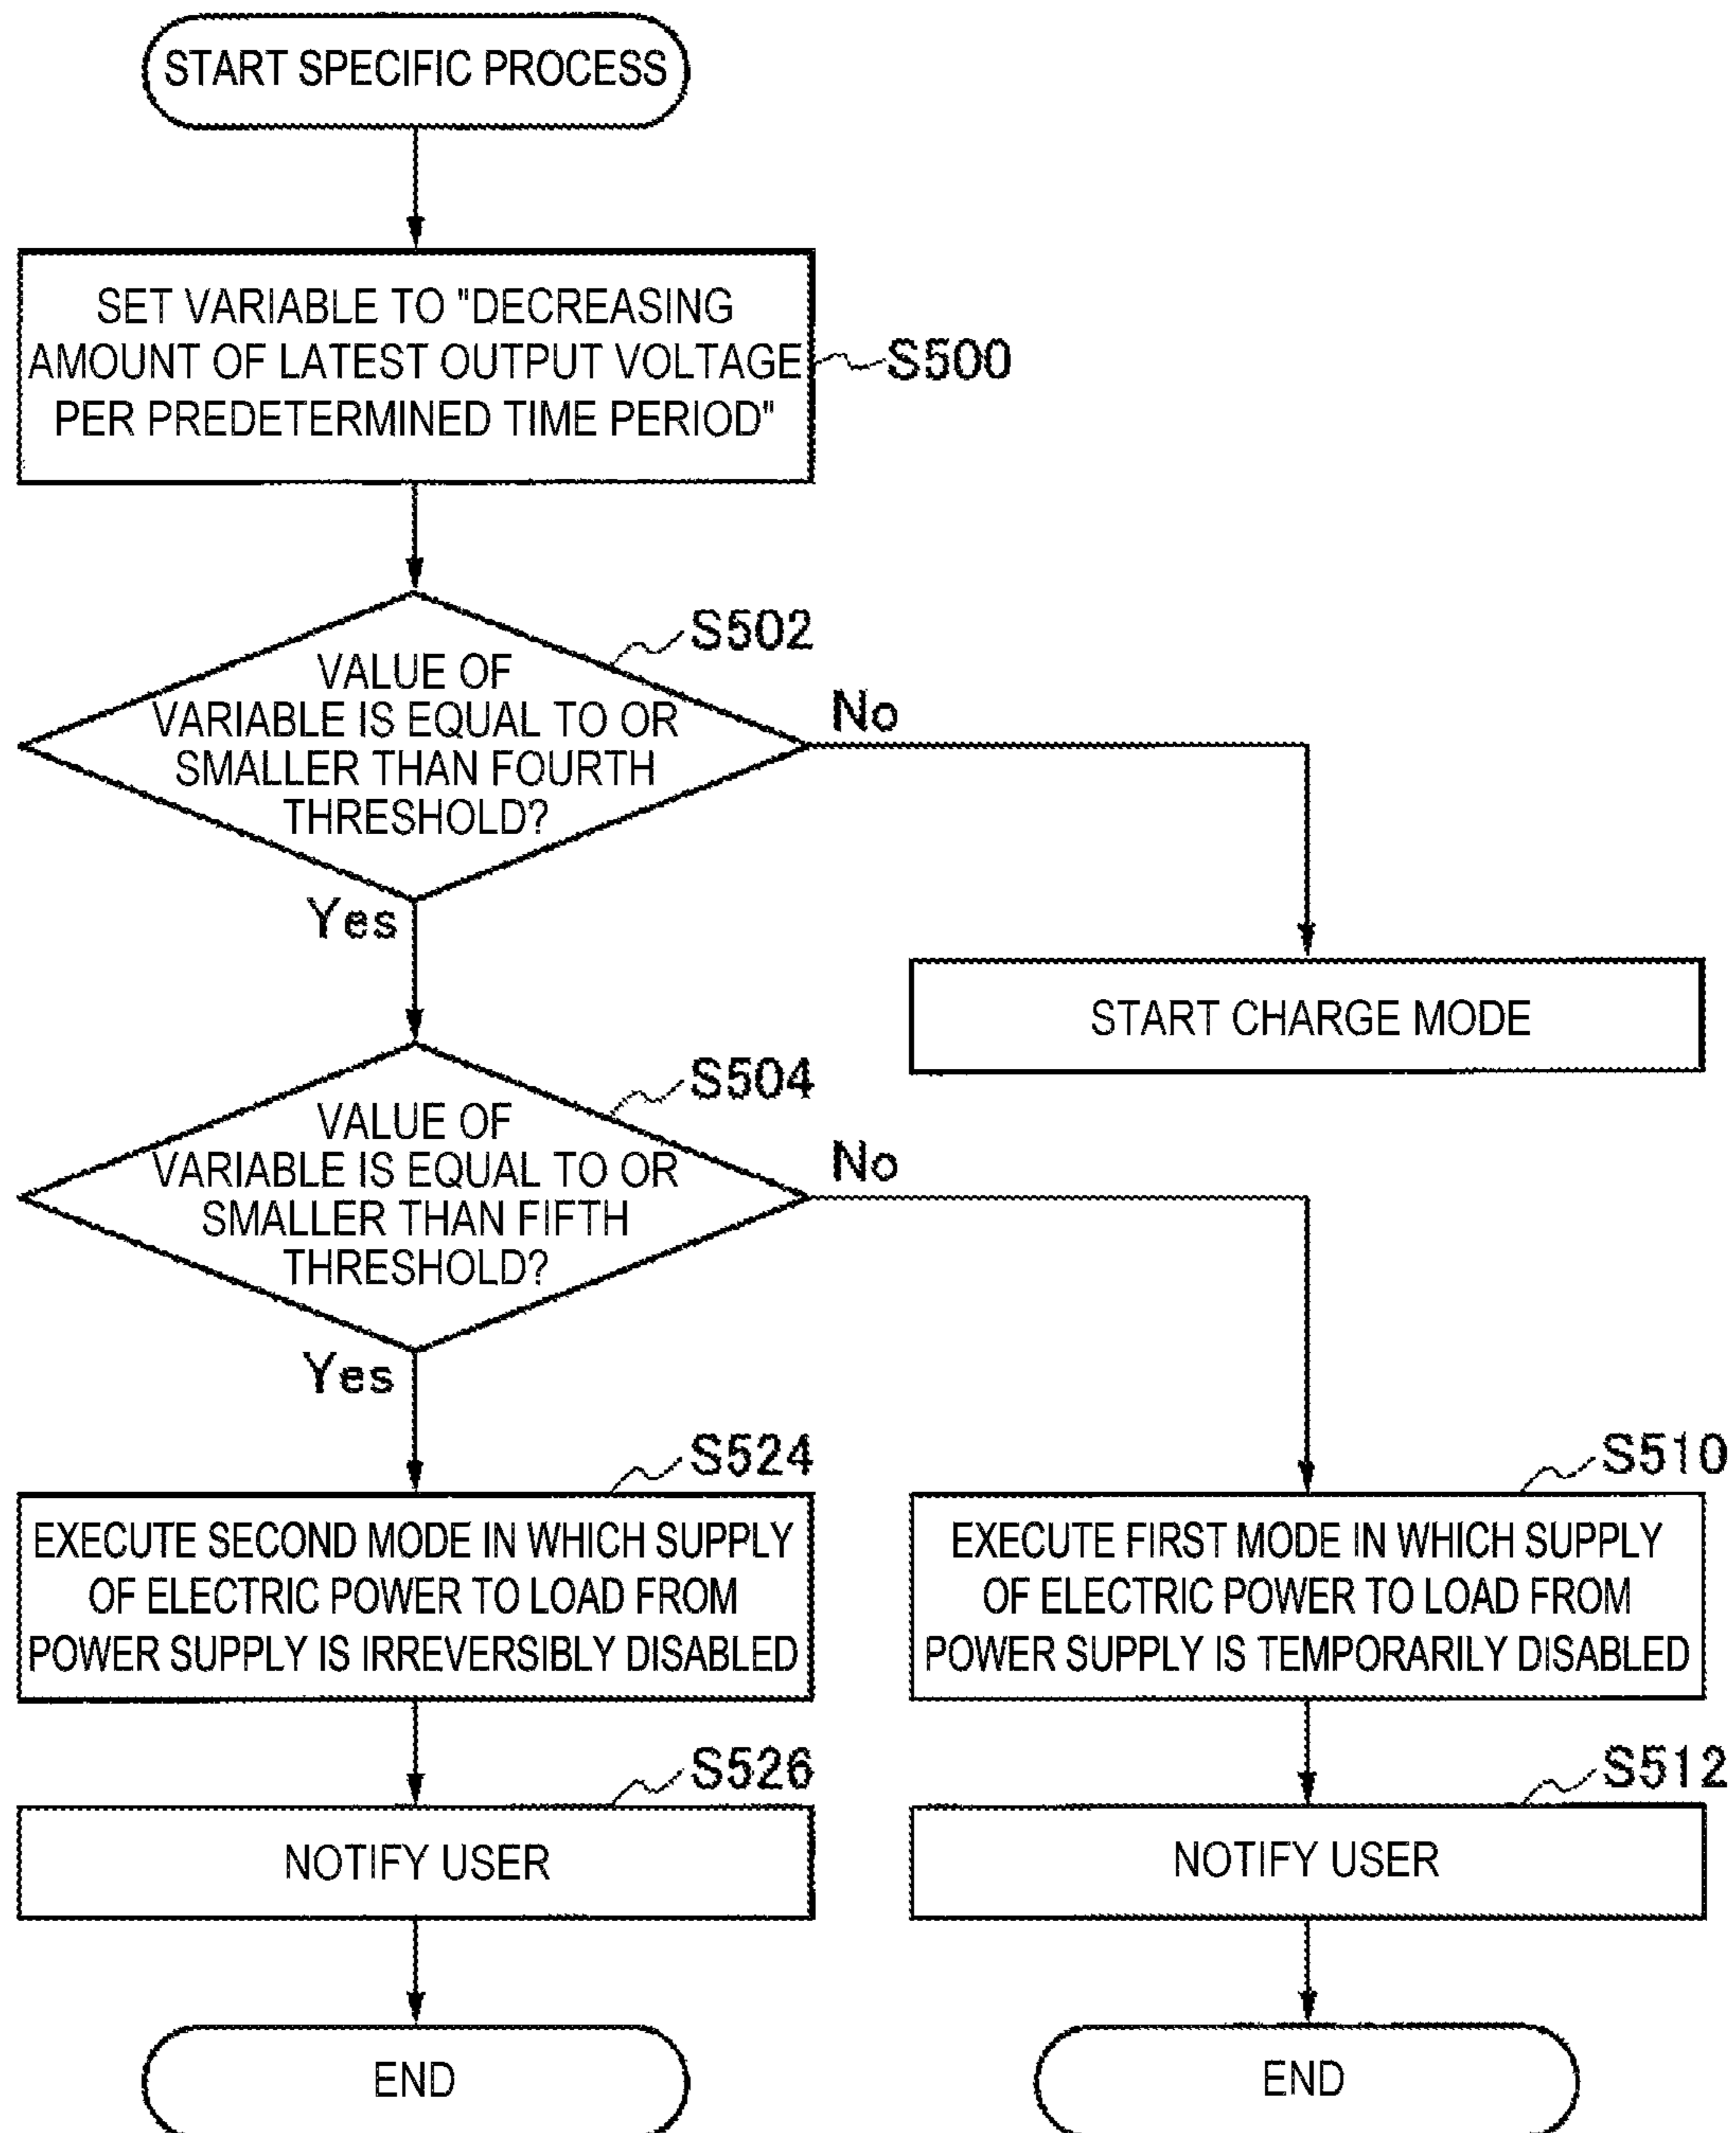 START SPECIFIC PROCESS
SET VARIABLE TO "DECREASING
AMOUNT OF LATEST OUTPUT VOLTAGE
PER PREDETERMINED TIME PERIOD"
S500
S502
VALUE OF
VARIABLE IS EQUAL TO OR
SMALLER THAN FOURTH
THRESHOLD?
No
Yes
START CHARGE MODE
S504
VALUE OF
VARIABLE IS EQUAL TO OR
SMALLER THAN FIFTH
THRESHOLD?
No
Yes
S524
EXECUTE SECOND MODE IN WHICH SUPPLY
OF ELECTRIC POWER TO LOAD FROM
POWER SUPPLY IS IRREVERSIBLY DISABLED
S510
EXECUTE FIRST MODE IN WHICH SUPPLY
OF ELECTRIC POWER TO LOAD FROM
POWER SUPPLY IS TEMPORARILY DISABLED
S526
NOTIFY USER
S512
NOTIFY USER
END
END